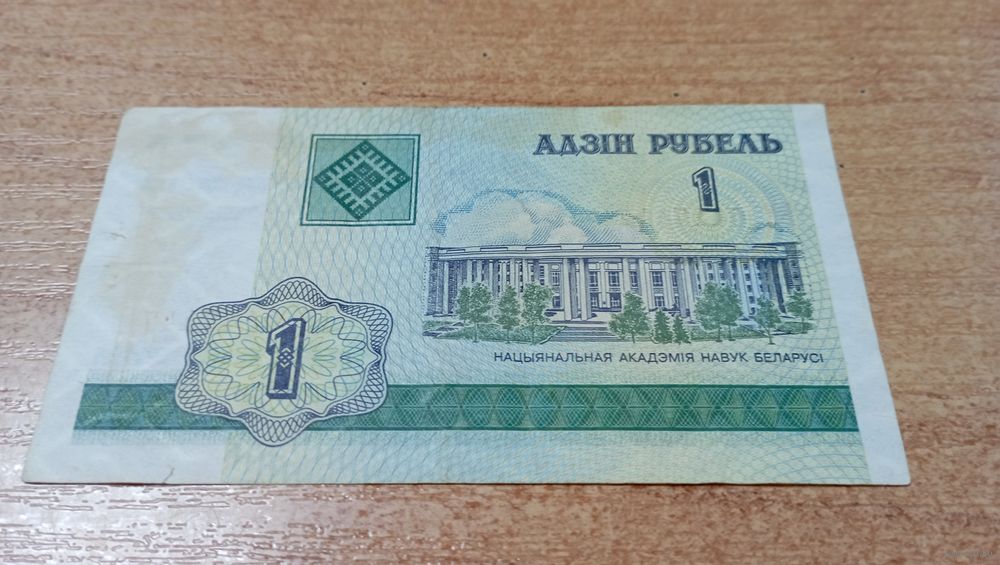 АДЗІН РУБЕЛЬ
1
НАЦЫЯНАЛЬНАЯ АКАДЭМІЯ НАВУК БЕЛАРУСІ
1